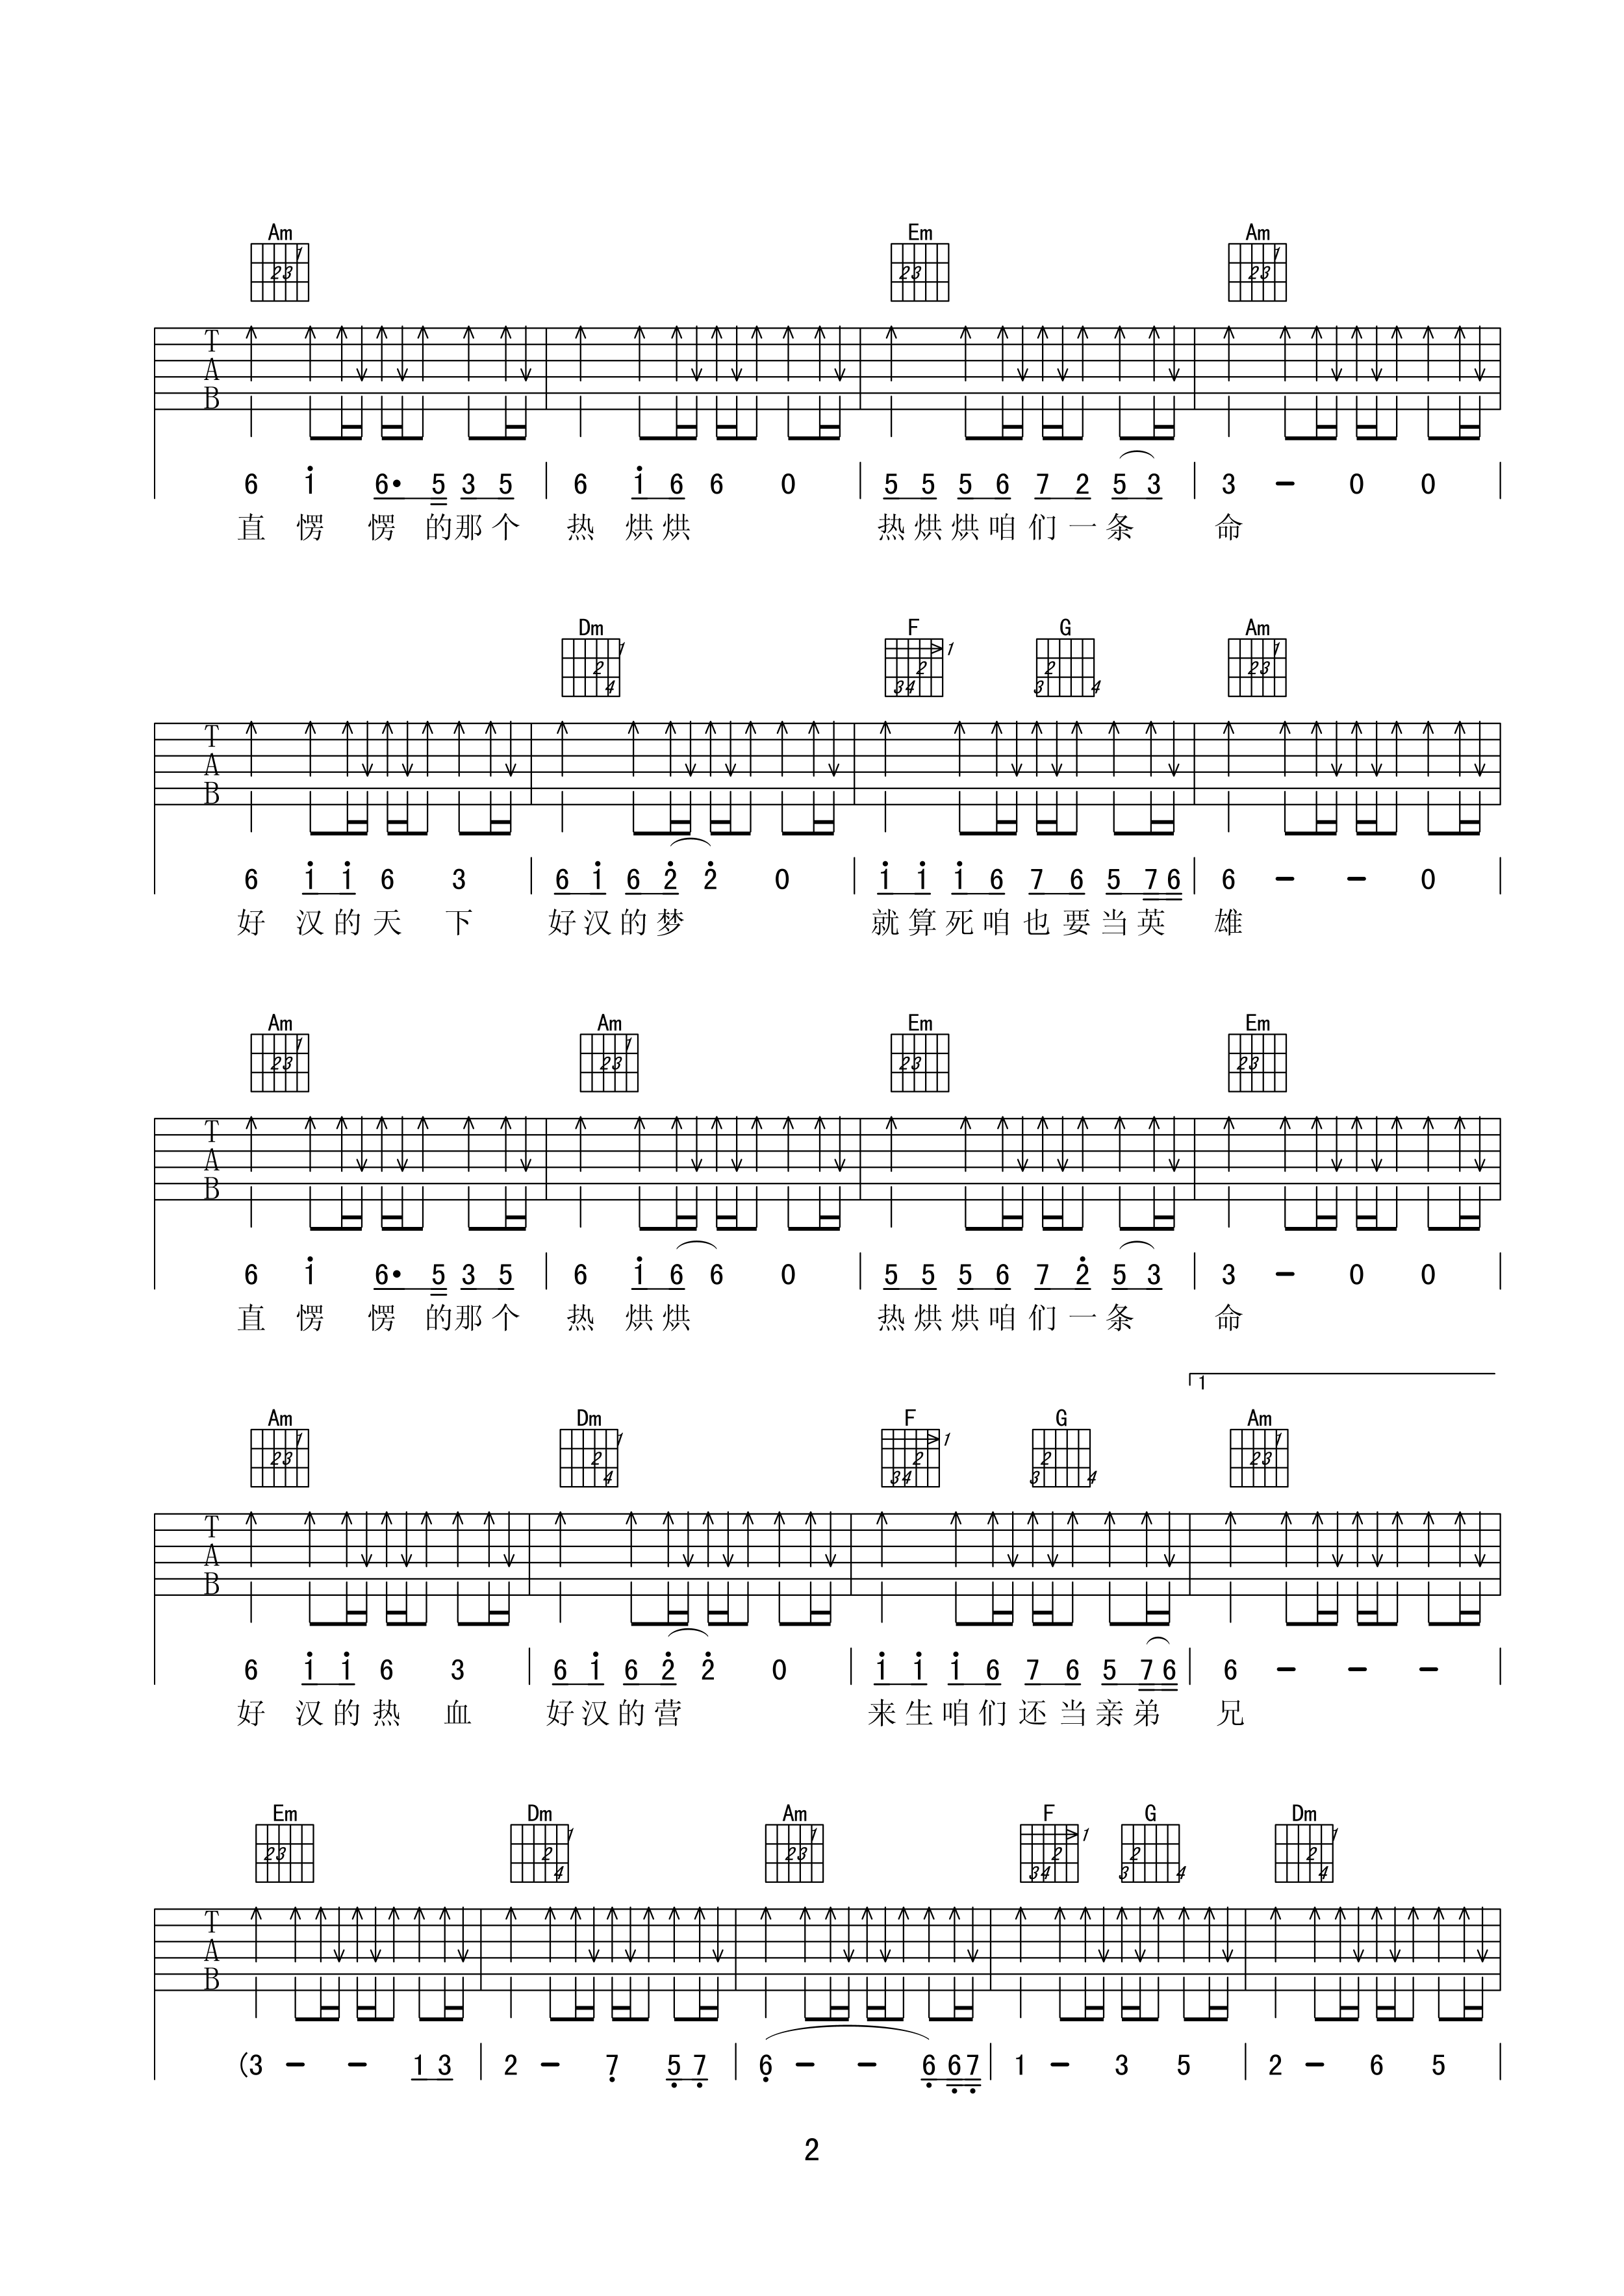 Am Em Am
T A B
6 i 6· 5 3 5 | 6 i 6 6 0 | 5 5 5 6 7 2 5 3 | 3 — 0 0 |
直 愣 愣 的那 个 热 烘 烘 热 烘 烘 咱 们 一 条 命
Dm F G Am
T A B
6 i i 6 3 | 6 i 6 2̇ 2̇ 0 | i i i 6 7 6 5 7 6 | 6 — — 0 |
好 汉 的 天 下 好 汉 的 梦 就 算 死 咱 也 要 当 英 雄
Am Am Em Em
T A B
6 i 6· 5 3 5 | 6 i 6 6 0 | 5 5 5 6 7 2̇ 5 3 | 3 — 0 0 |
直 愣 愣 的那 个 热 烘 烘 热 烘 烘 咱 们 一 条 命
1
Am Dm F G Am
T A B
6 i i 6 3 | 6 i 6 2̇ 2̇ 0 | i i i 6 7 6 5 7 6 | 6 — — — |
好 汉 的 热 血 好 汉 的 营 来 生 咱 们 还 当 亲 弟 兄
Em Dm Am F G Dm
T A B
(3 — — 1 3 | 2 — 7̣ 5̣ 7̣ | 6̣ — — 6̣ 6̣ 7̣ | 1 — 3 5 | 2 — 6 5 |
2